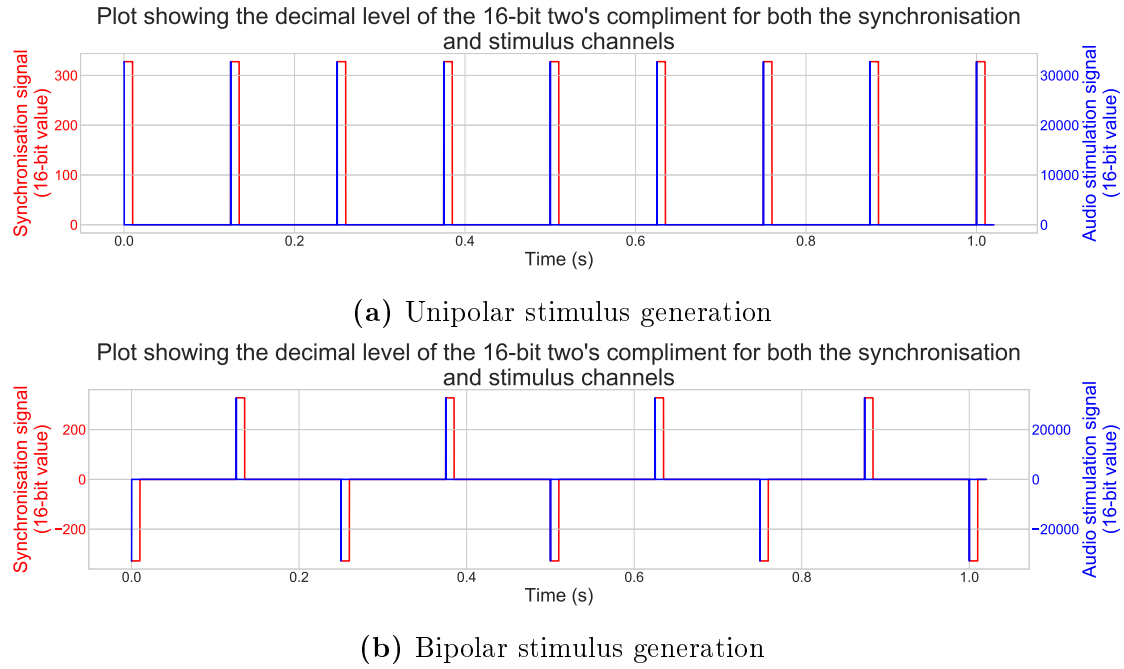 Plot showing the decimal level of the 16-bit two's compliment for both the synchronisation
and stimulus channels
Synchronisation signal
(16-bit value)
300
200
100
0
30000
20000
10000
0
Audio stimulation signal
(16-bit value)
0.0 0.2 0.4 0.6 0.8 1.0
Time (s)
(a) Unipolar stimulus generation
Plot showing the decimal level of the 16-bit two's compliment for both the synchronisation
and stimulus channels
Synchronisation signal
(16-bit value)
200
0
−200
20000
0
−20000
Audio stimulation signal
(16-bit value)
0.0 0.2 0.4 0.6 0.8 1.0
Time (s)
(b) Bipolar stimulus generation